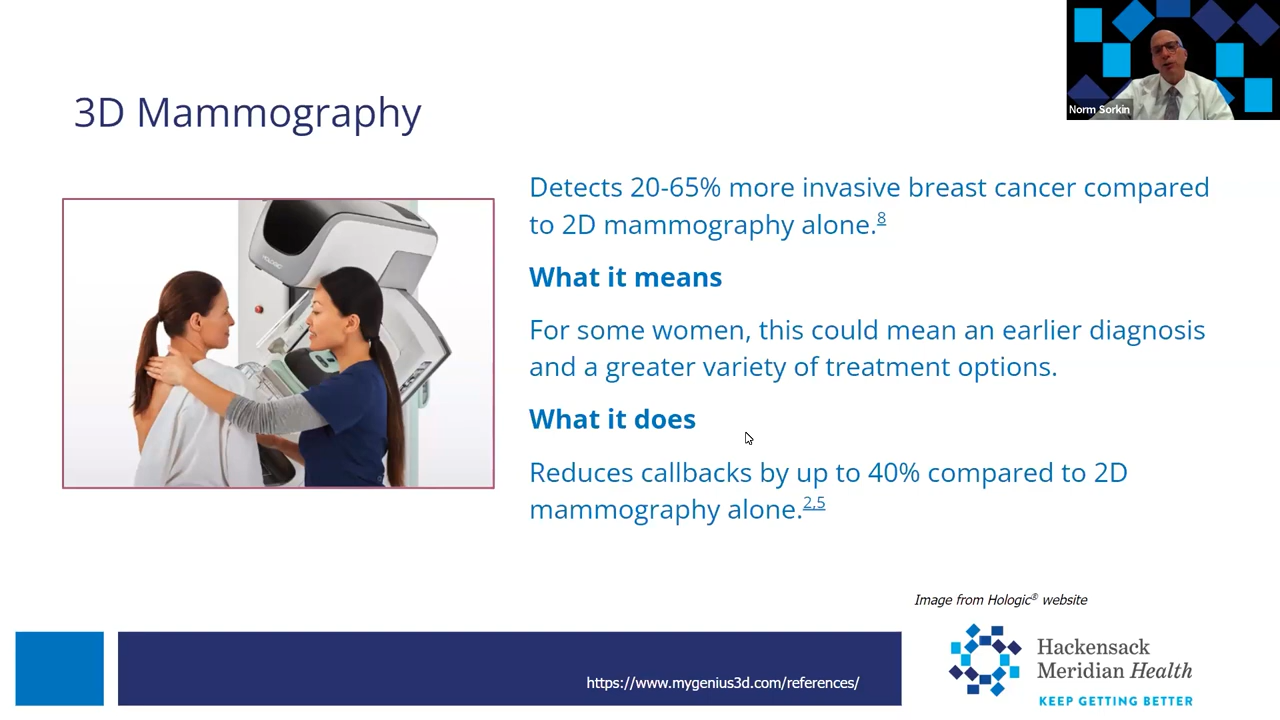 Norm Sorkin
3D Mammography
Detects 20-65% more invasive breast cancer compared
to 2D mammography alone.8
What it means
For some women, this could mean an earlier diagnosis
and a greater variety of treatment options.
What it does
Reduces callbacks by up to 40% compared to 2D
mammography alone.2,5
Image from Hologic® website
https://www.mygenius3d.com/references/
Hackensack
Meridian Health
KEEP GETTING BETTER